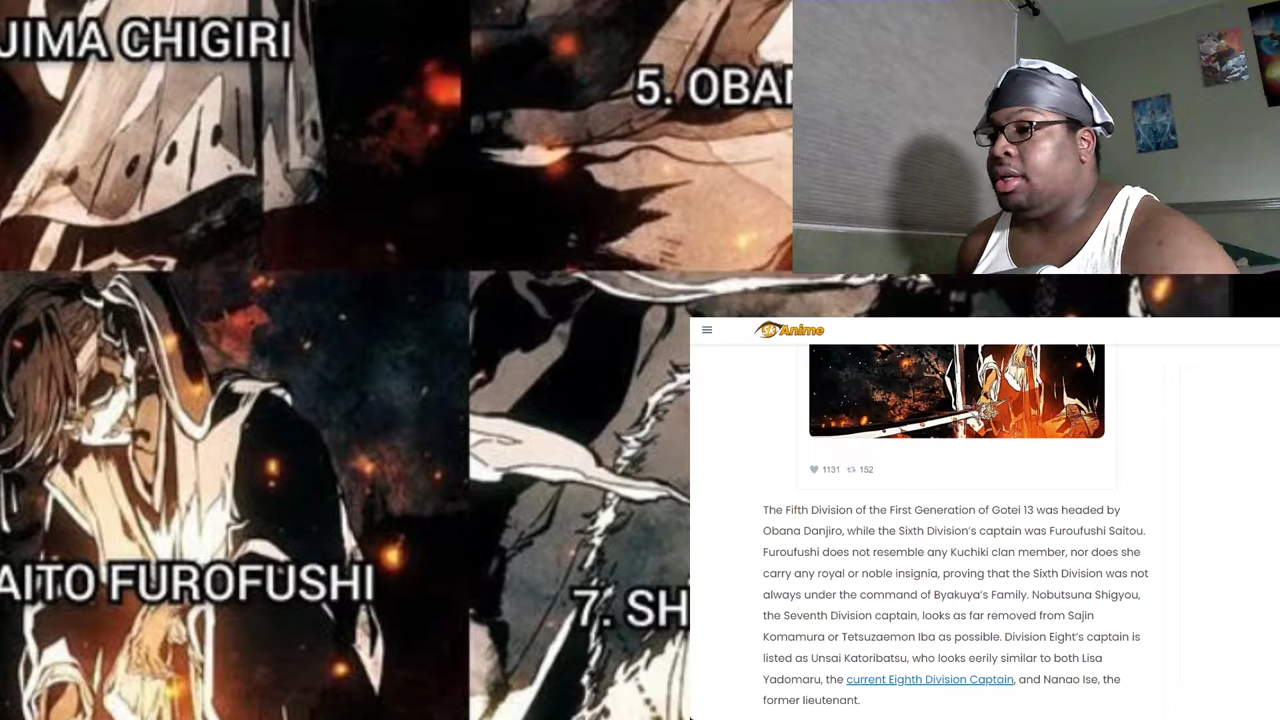 JIMA CHIGIRI
5. OBAN
AITO FUROFUSHI
7. SH
Anime
1131 152
The Fifth Division of the First Generation of Gotei 13 was headed by
Obana Danjiro, while the Sixth Division's captain was Furoufushi Saitou.
Furoufushi does not resemble any Kuchiki clan member, nor does she
carry any royal or noble insignia, proving that the Sixth Division was not
always under the command of Byakuya's Family. Nobutsuna Shigyou,
the Seventh Division captain, looks as far removed from Sajin
Komamura or Tetsuzaemon Iba as possible. Division Eight's captain is
listed as Unsai Katoribatsu, who looks eerily similar to both Lisa
Yadomaru, the current Eighth Division Captain, and Nanao Ise, the
former lieutenant.